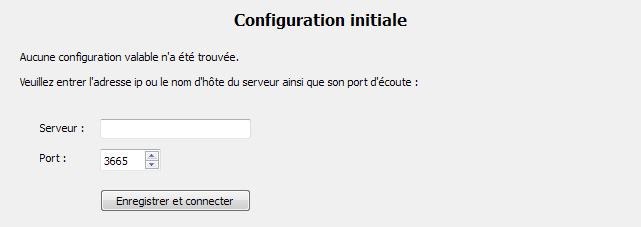 Configuration initiale
Aucune configuration valable n'a été trouvée.
Veuillez entrer l'adresse ip ou le nom d'hôte du serveur ainsi que son port d'écoute :
Serveur :
Port : 3665
Enregistrer et connecter